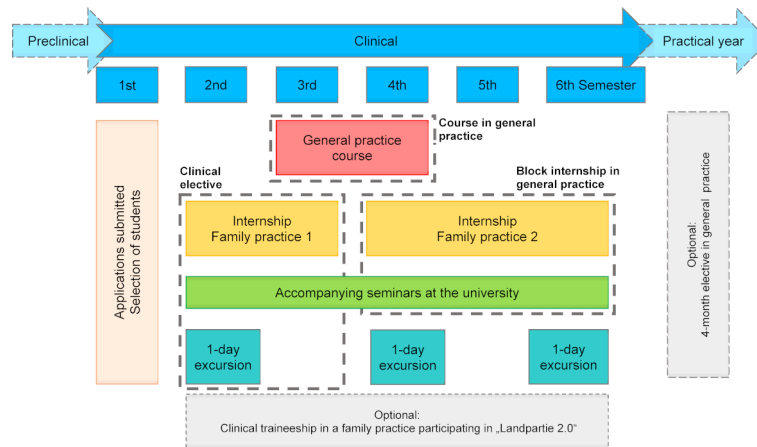 Preclinical
Clinical
Practical year
1st
2nd
3rd
4th
5th
6th Semester
General practice
course
Course in general
practice
Clinical
elective
Block internship in
general practice
Applications submitted
Selection of students
Internship
Family practice 1
Internship
Family practice 2
Optional:
4-month elective in general practice
Accompanying seminars at the university
1-day
excursion
1-day
excursion
1-day
excursion
Optional:
Clinical traineeship in a family practice participating in „Landpartie 2.0“